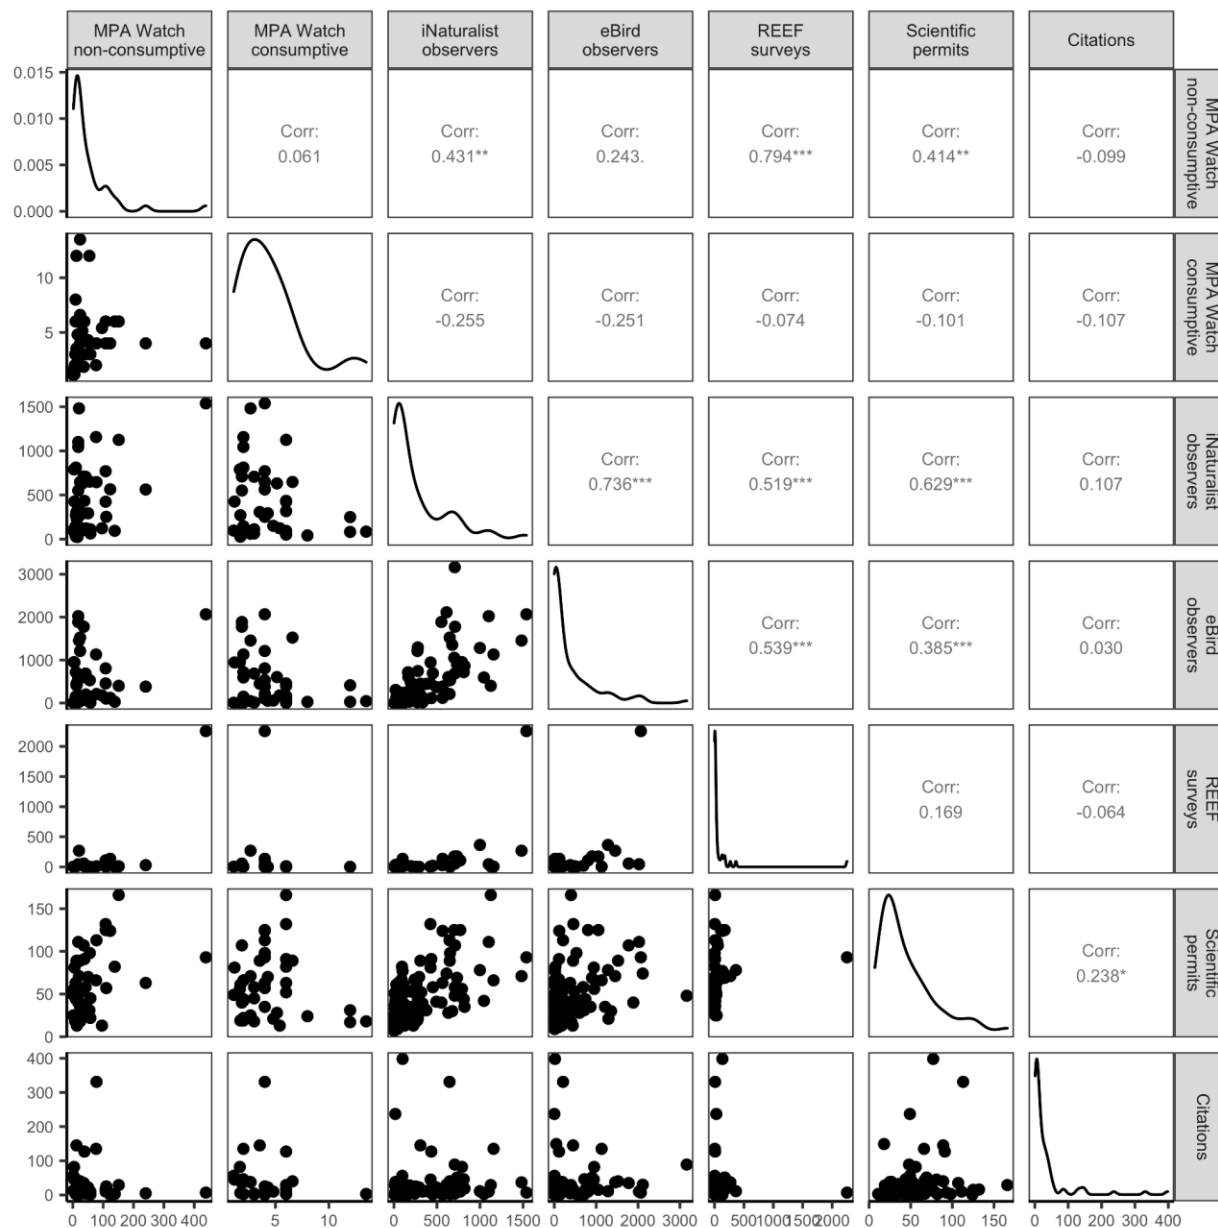 MPA Watch
non-consumptive
MPA Watch
consumptive
iNaturalist
observers
eBird
observers
REEF
surveys
Scientific
permits
Citations
0.015
0.010
0.005
0.000
Corr:
0.061
Corr:
0.431**
Corr:
0.243.
Corr:
0.794***
Corr:
0.414**
Corr:
-0.099
MPA Watch
non-consumptive
10
5
Corr:
-0.255
Corr:
-0.251
Corr:
-0.074
Corr:
-0.101
Corr:
-0.107
MPA Watch
consumptive
1500
1000
500
0
Corr:
0.736***
Corr:
0.519***
Corr:
0.629***
Corr:
0.107
iNaturalist
observers
3000
2000
1000
0
Corr:
0.539***
Corr:
0.385***
Corr:
0.030
eBird
observers
2000
1500
1000
500
0
Corr:
0.169
Corr:
-0.064
REEF
surveys
150
100
50
0
Corr:
0.238*
Scientific
permits
400
300
200
100
0
Citations
0 200 400
5 10
0 500 1000 1500
0 1000 2000 3000
0 500 1000 1500 2000
0 50 100 150
0 100 200 300 400